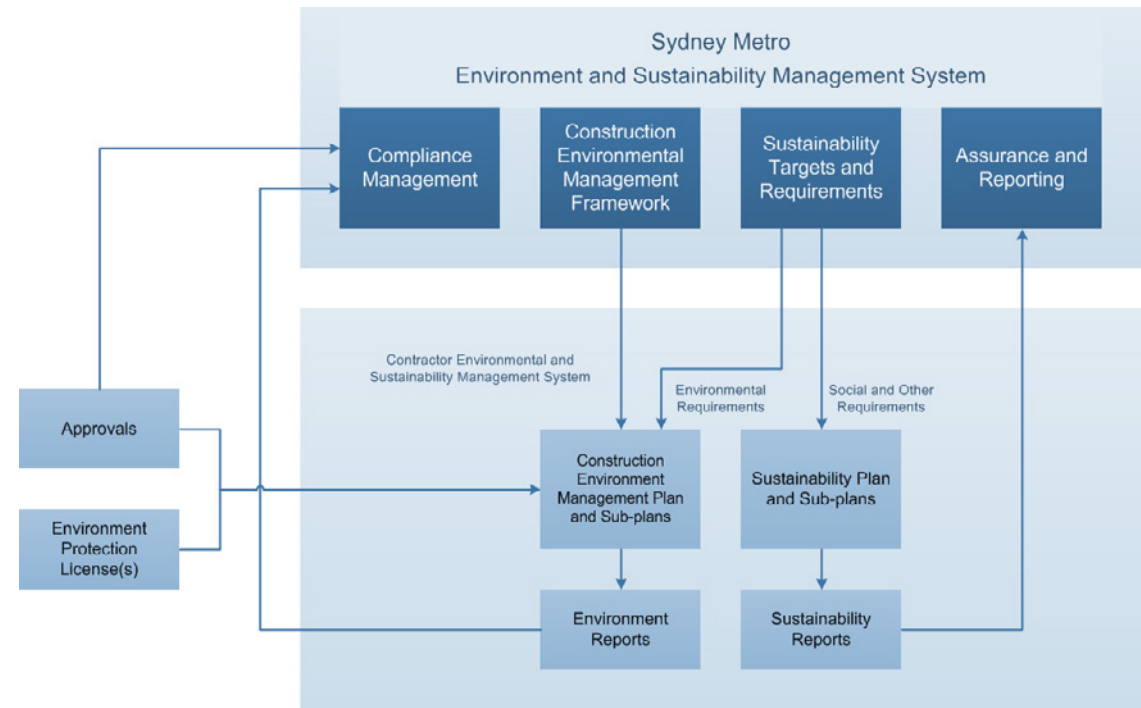 Sydney Metro
Environment and Sustainability Management System
Compliance
Management
Construction
Environmental
Management
Framework
Sustainability
Targets and
Requirements
Assurance and
Reporting
Contractor Environmental and
Sustainability Management System
Environmental
Requirements
Social and Other
Requirements
Approvals
Environment
Protection
License(s)
Construction
Environment
Management Plan
and Sub-plans
Sustainability Plan
and Sub-plans
Environment
Reports
Sustainability
Reports